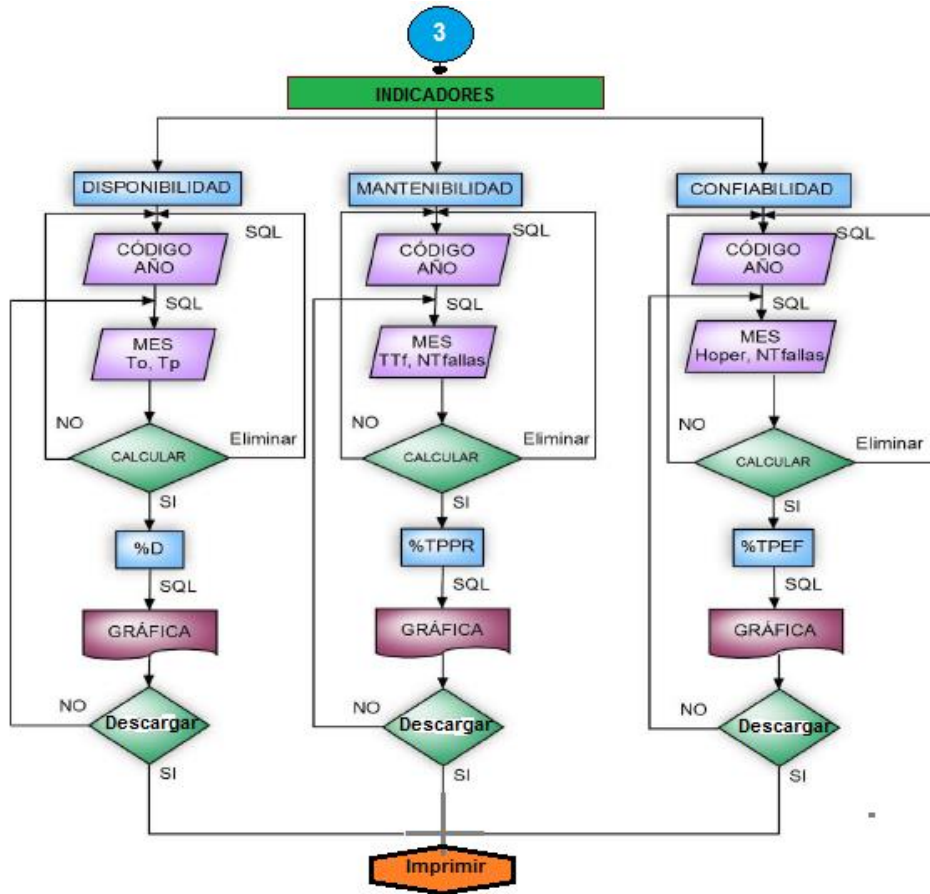 3
INDICADORES
DISPONIBILIDAD
SQL
CÓDIGO
AÑO
SQL
MES
To, Tp
NO
Eliminar
CALCULAR
SI
%D
SQL
GRÁFICA
NO
Descargar
SI
MANTENIBILIDAD
SQL
CÓDIGO
AÑO
SQL
MES
TTf, NTfallas
NO
Eliminar
CALCULAR
SI
%TPPR
SQL
GRÁFICA
NO
Descargar
SI
CONFIABILIDAD
SQL
CÓDIGO
AÑO
SQL
MES
Hoper, NTfallas
NO
Eliminar
CALCULAR
SI
%TPEF
SQL
GRÁFICA
NO
Descargar
SI
Imprimir